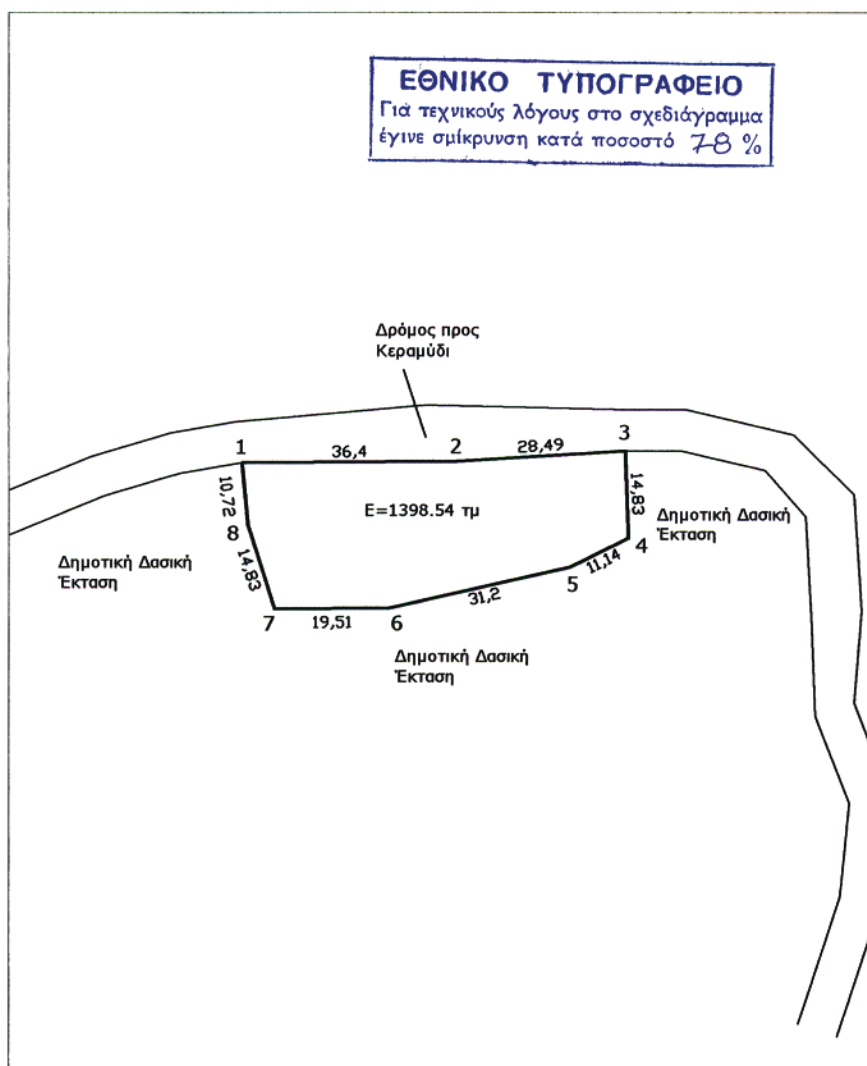 ΕΘΝΙΚΟ ΤΥΠΟΓΡΑΦΕΙΟ
Για τεχνικούς λόγους στο σχεδιάγραμμα
έγινε σμίκρυνση κατά ποσοστό 78 %
Δρόμος προς
Κεραμύδι
1
36,4
2
28,49
3
10,72
14,83
Ε=1398.54 τμ
8
4
Δημοτική Δασική
Έκταση
Δημοτική Δασική
Έκταση
14,83
5
11,14
31,2
7
19,51
6
Δημοτική Δασική
Έκταση